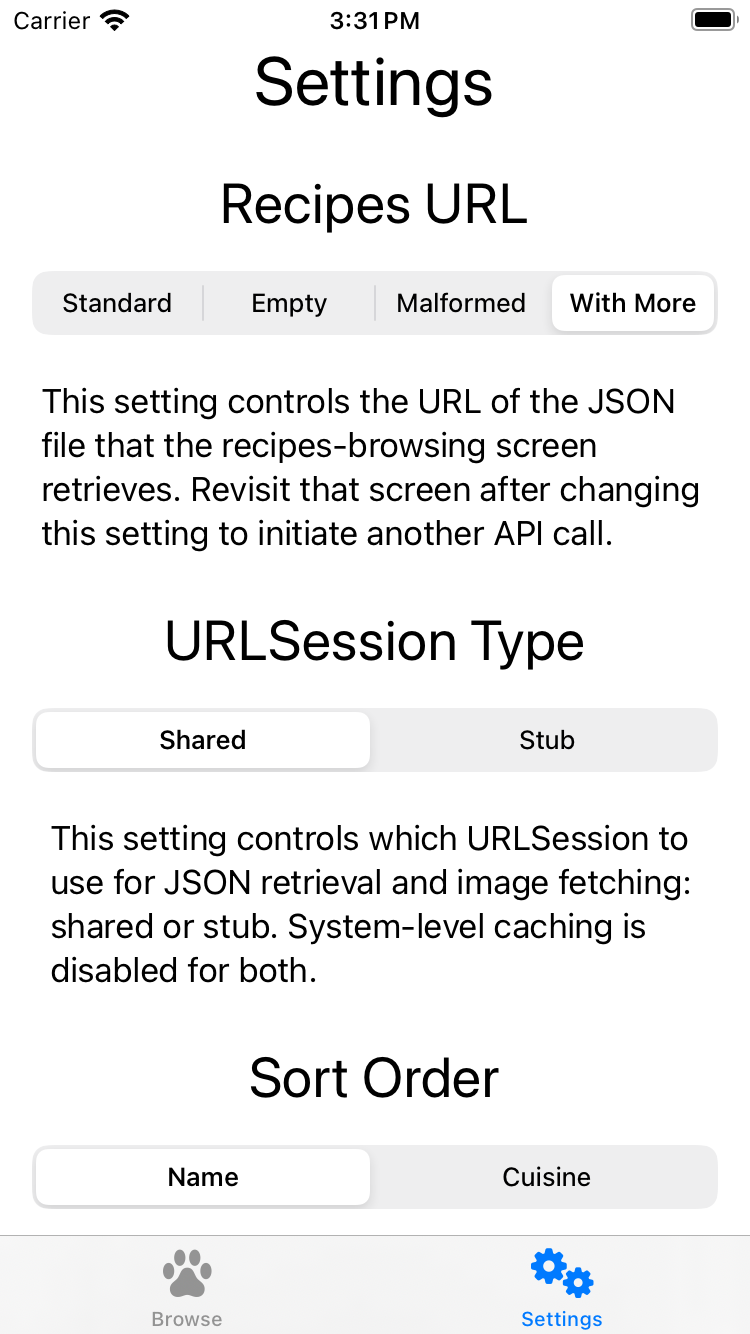 Carrier 3:31 PM
Settings
Recipes URL
Standard Empty Malformed With More
This setting controls the URL of the JSON
file that the recipes-browsing screen
retrieves. Revisit that screen after changing
this setting to initiate another API call.
URLSession Type
Shared Stub
This setting controls which URLSession to
use for JSON retrieval and image fetching:
shared or stub. System-level caching is
disabled for both.
Sort Order
Name Cuisine
Browse Settings